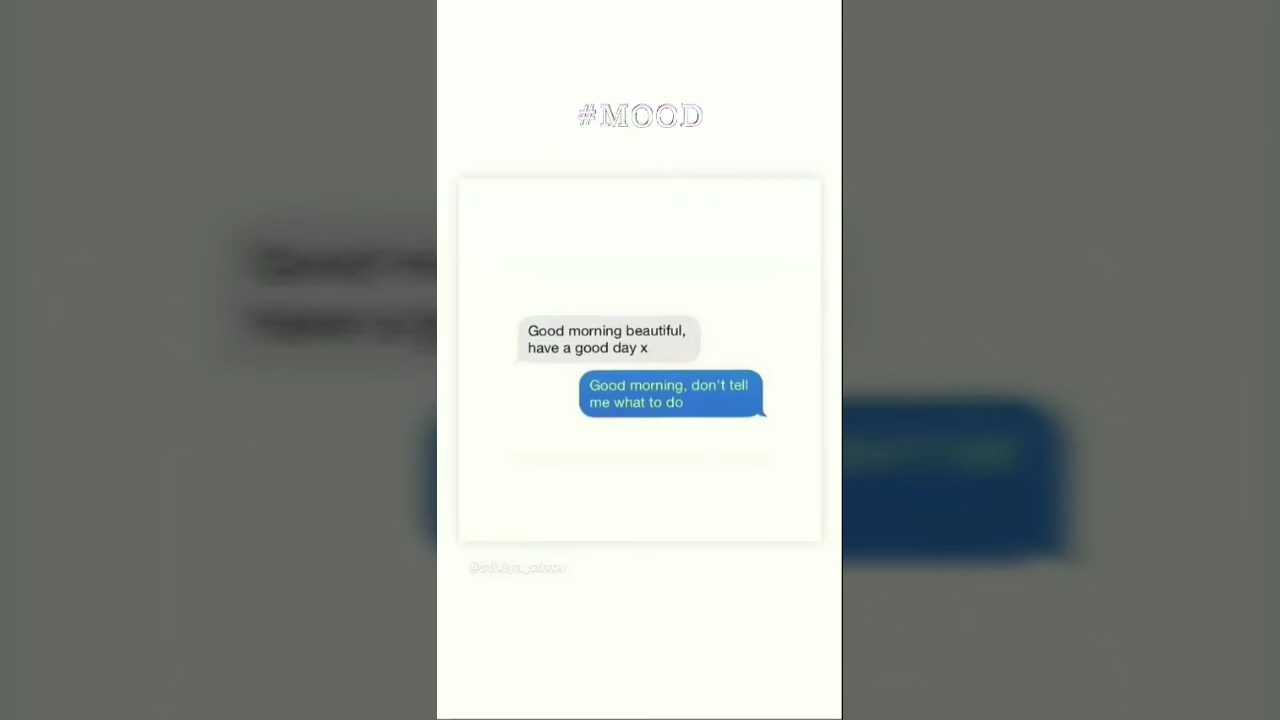 #MOOD
Good morning beautiful,
have a good day x
Good morning, don't tell
me what to do